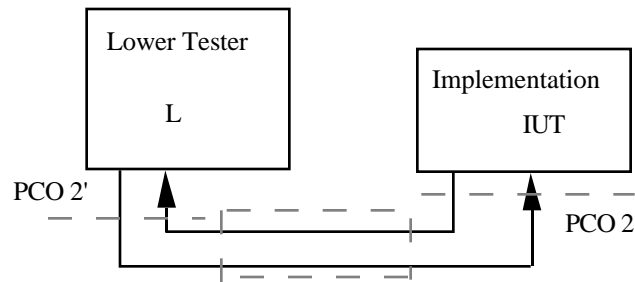 Lower Tester
L
Implementation
IUT
PCO 2'
PCO 2